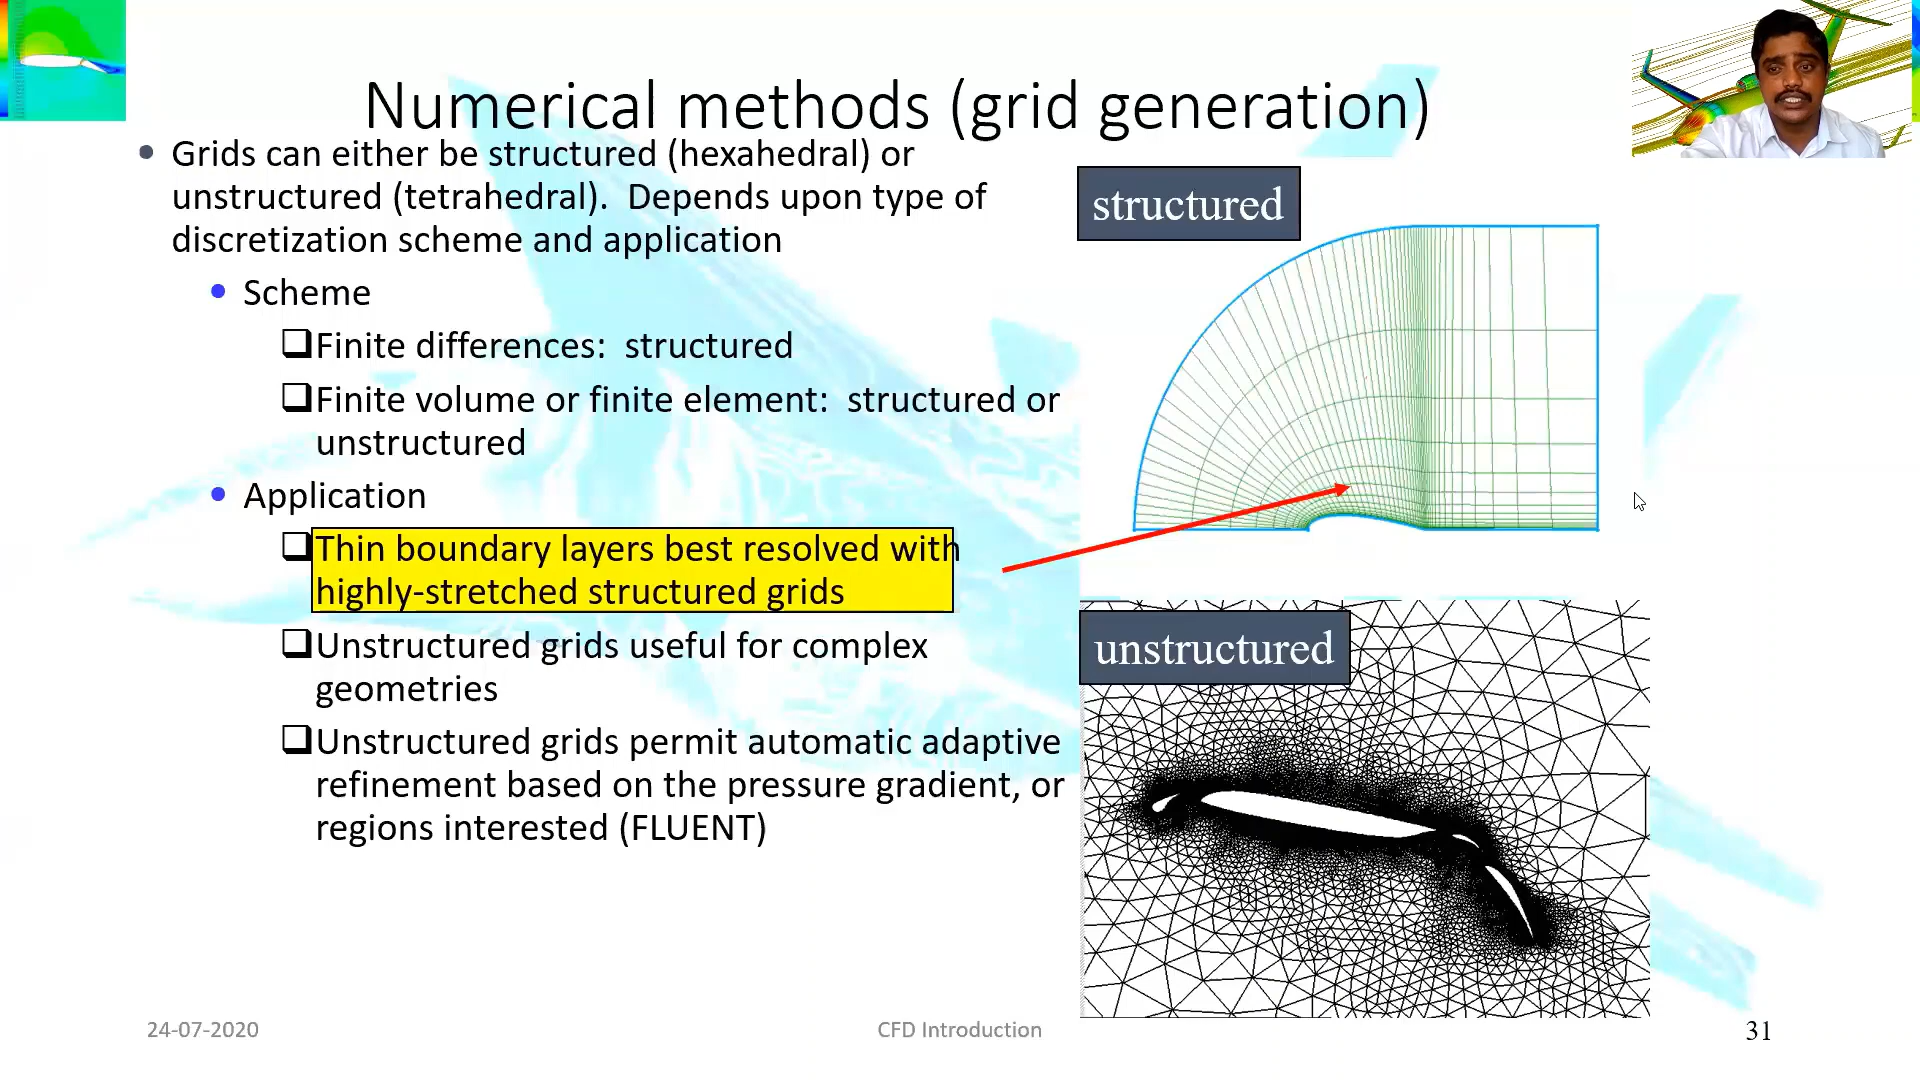 Numerical methods (grid generation)
Grids can either be structured (hexahedral) or
unstructured (tetrahedral).  Depends upon type of
discretization scheme and application
Scheme
Finite differences:  structured
Finite volume or finite element:  structured or
unstructured
Application
Thin boundary layers best resolved with
highly-stretched structured grids
Unstructured grids useful for complex
geometries
Unstructured grids permit automatic adaptive
refinement based on the pressure gradient, or
regions interested (FLUENT)
structured
unstructured
24-07-2020
CFD Introduction
31